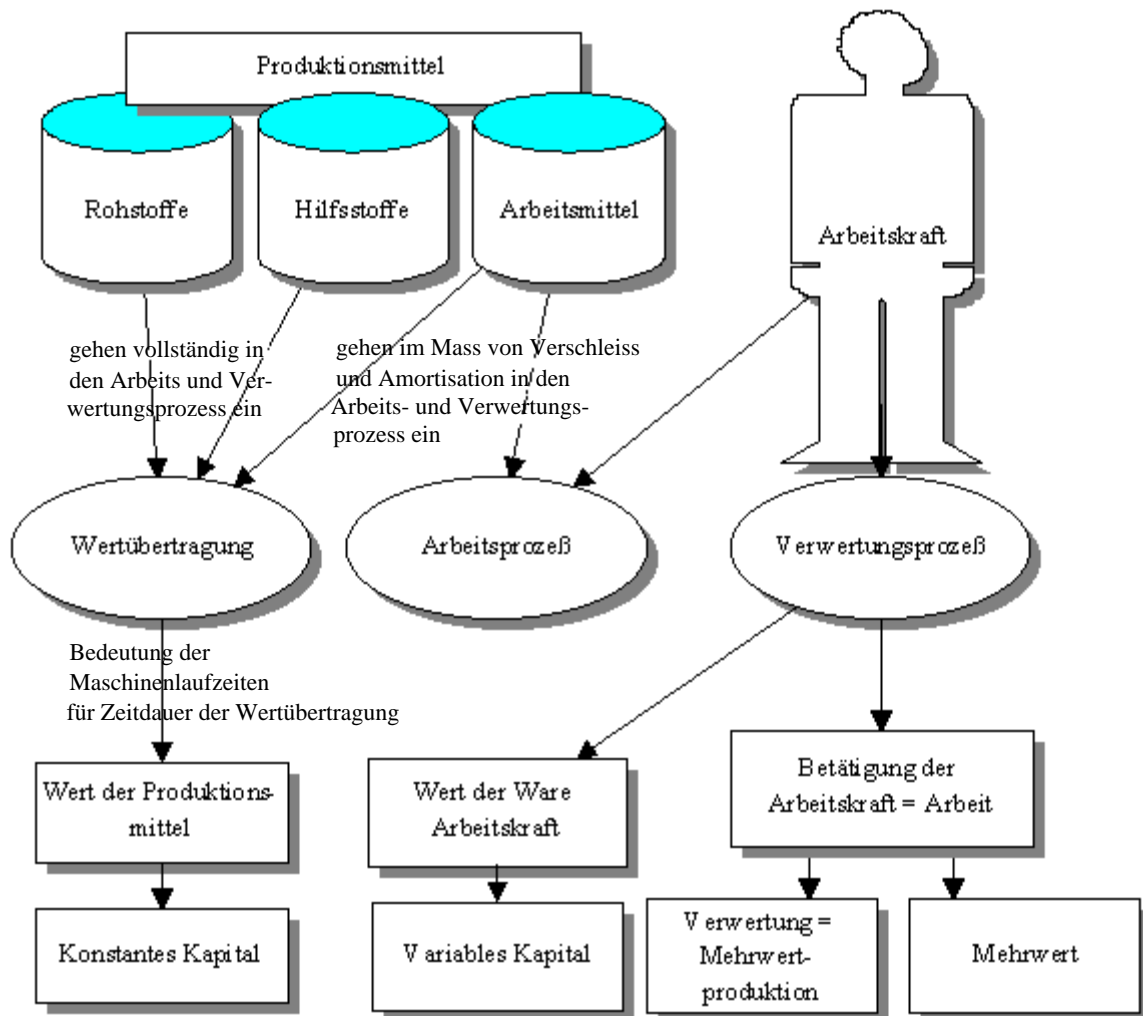 Produktionsmittel
Rohstoffe
Hilfsstoffe
Arbeitsmittel
Arbeitskraft
gehen vollständig in
den Arbeits und Ver-
wertungsprozess ein
gehen im Mass von Verschleiss
und Amortisation in den
Arbeits- und Verwertungs-
prozess ein
Wertübertragung
Arbeitsprozeß
Verwertungsprozeß
Bedeutung der
Maschinenlaufzeiten
für Zeitdauer der Wertübertragung
Wert der Produktions-
mittel
Wert der Ware
Arbeitskraft
Betätigung der
Arbeitskraft = Arbeit
Konstantes Kapital
Variables Kapital
Verwertung =
Mehrwert-
produktion
Mehrwert